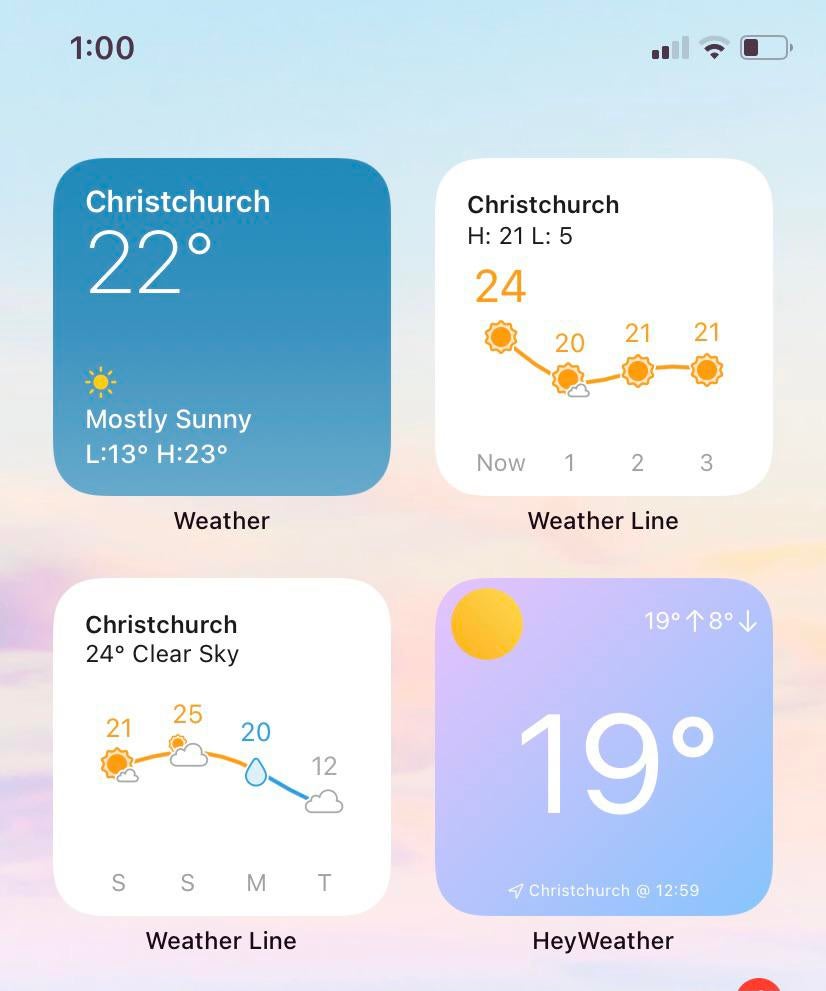 1:00
Christchurch
22°
Mostly Sunny
L:13° H:23°
Weather
Christchurch
H: 21 L: 5
24
20
21
21
Now 1 2 3
Weather Line
Christchurch
24° Clear Sky
21
25
20
12
S S M T
Weather Line
19°↑8°↓
19°
Christchurch @ 12:59
HeyWeather